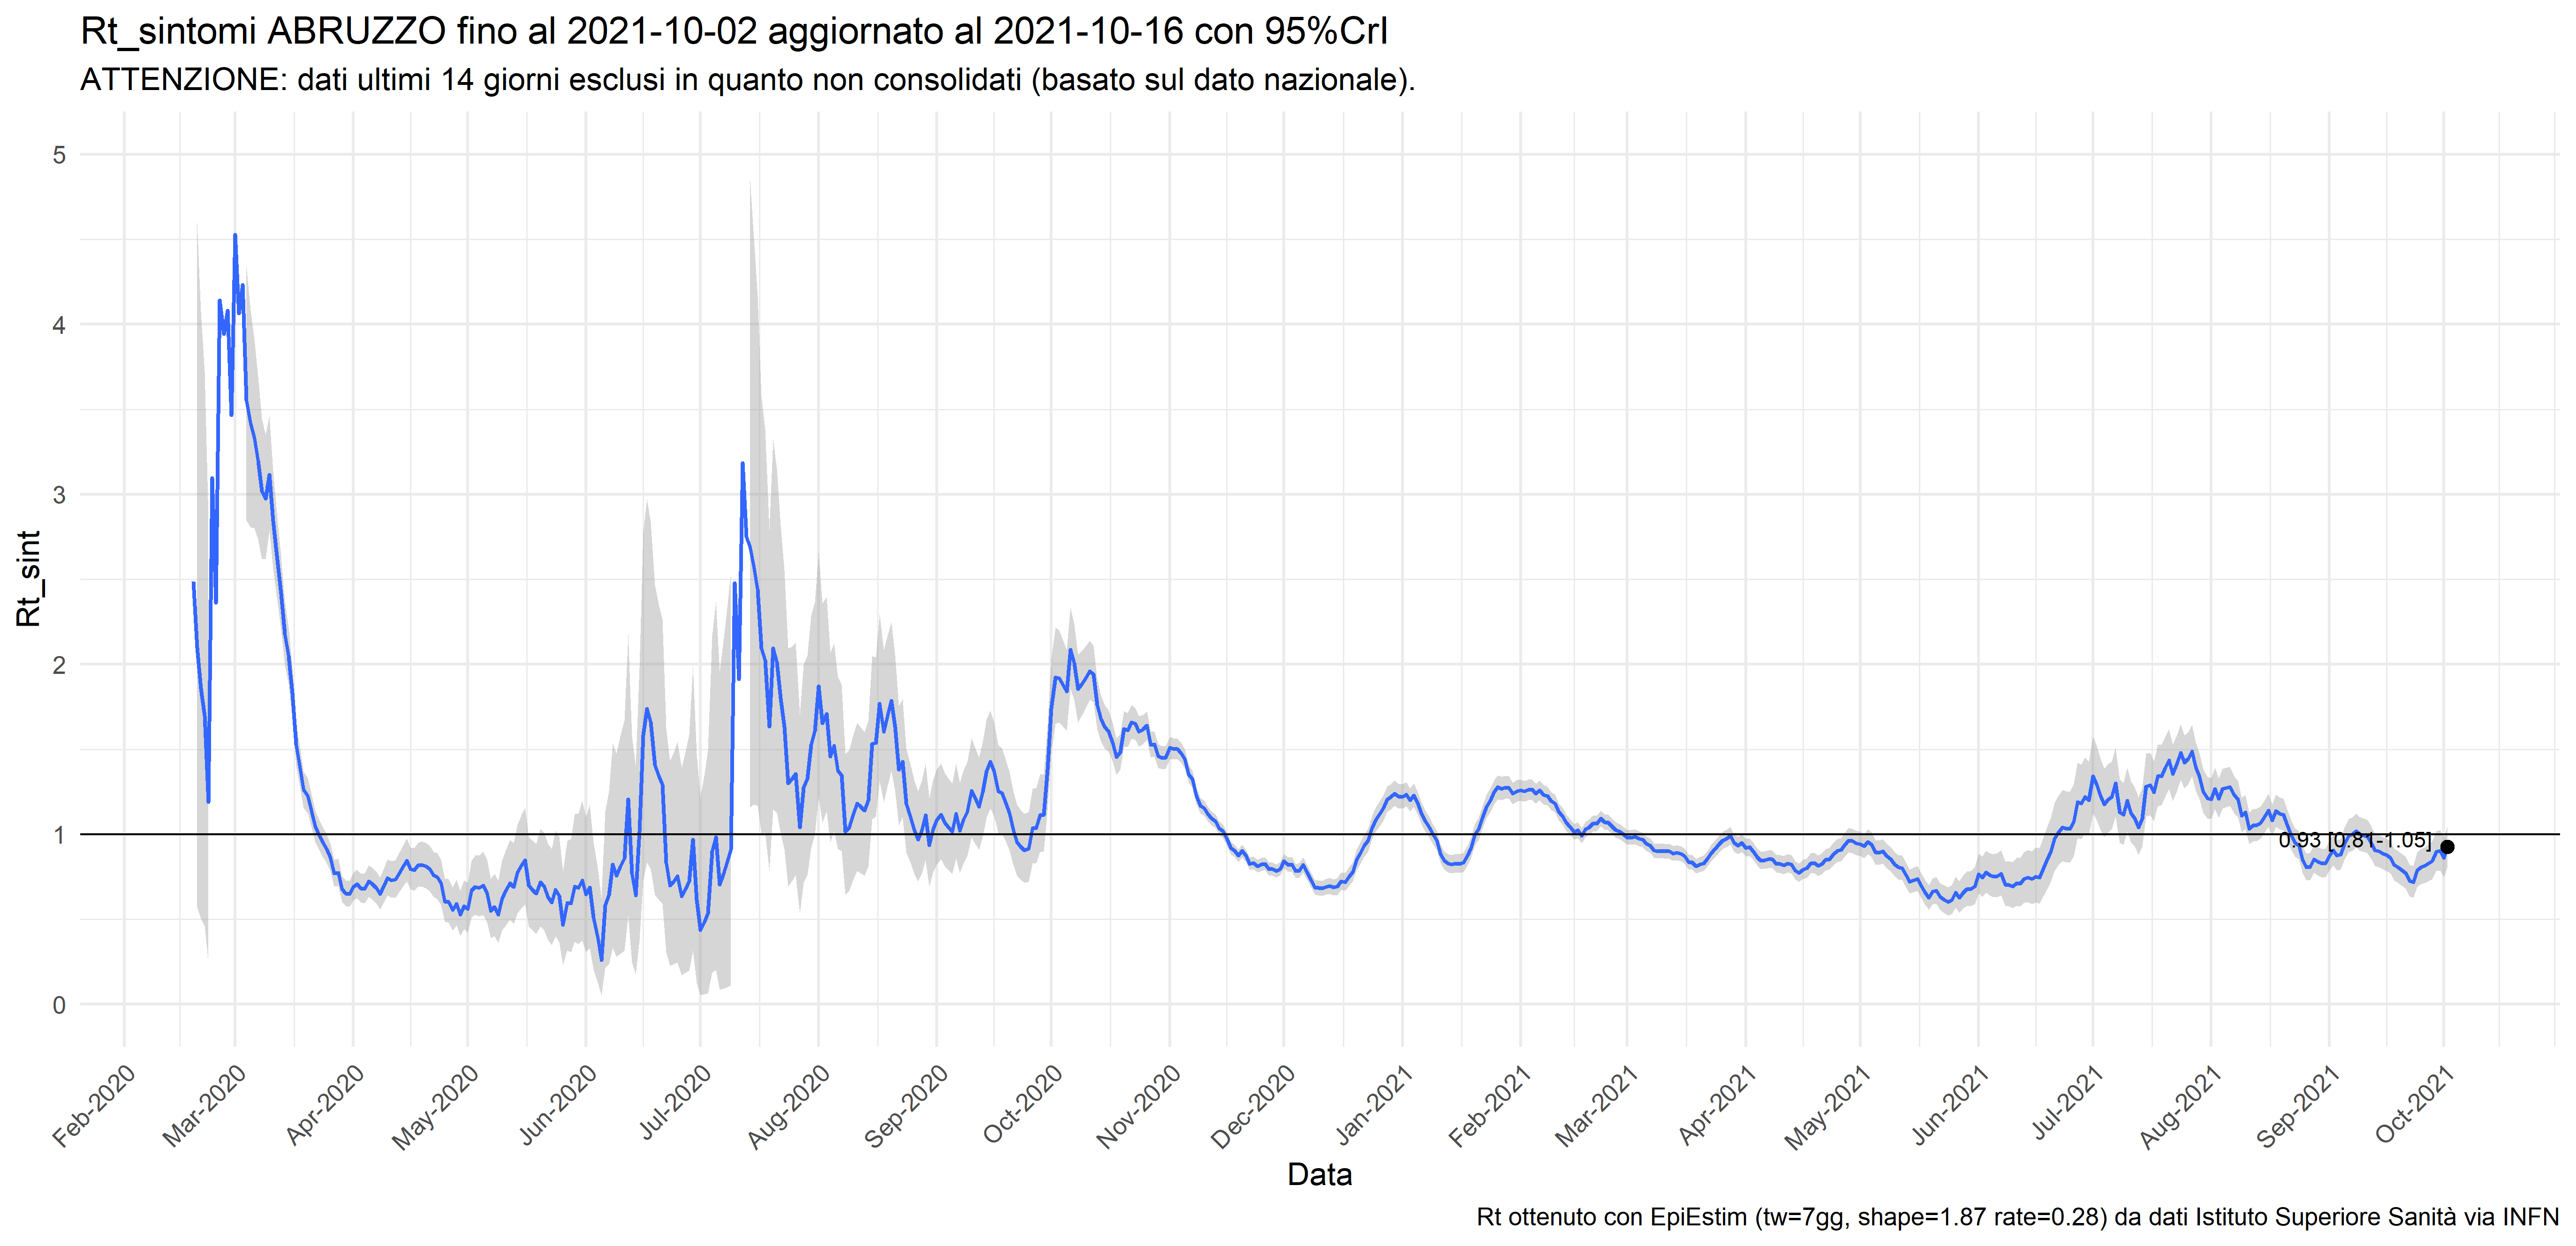 Rt_sintomi ABRUZZO fino al 2021-10-02 aggiornato al 2021-10-16 con 95%CrI
ATTENZIONE: dati ultimi 14 giorni esclusi in quanto non consolidati (basato sul dato nazionale).
5
4
3
2
1
0
Rt_sint
0.93 [0.81-1.05]
Feb-2020
Mar-2020
Apr-2020
May-2020
Jun-2020
Jul-2020
Aug-2020
Sep-2020
Oct-2020
Nov-2020
Dec-2020
Jan-2021
Feb-2021
Mar-2021
Apr-2021
May-2021
Jun-2021
Jul-2021
Aug-2021
Sep-2021
Oct-2021
Data
Rt ottenuto con EpiEstim (tw=7gg, shape=1.87 rate=0.28) da dati Istituto Superiore Sanità via INFN